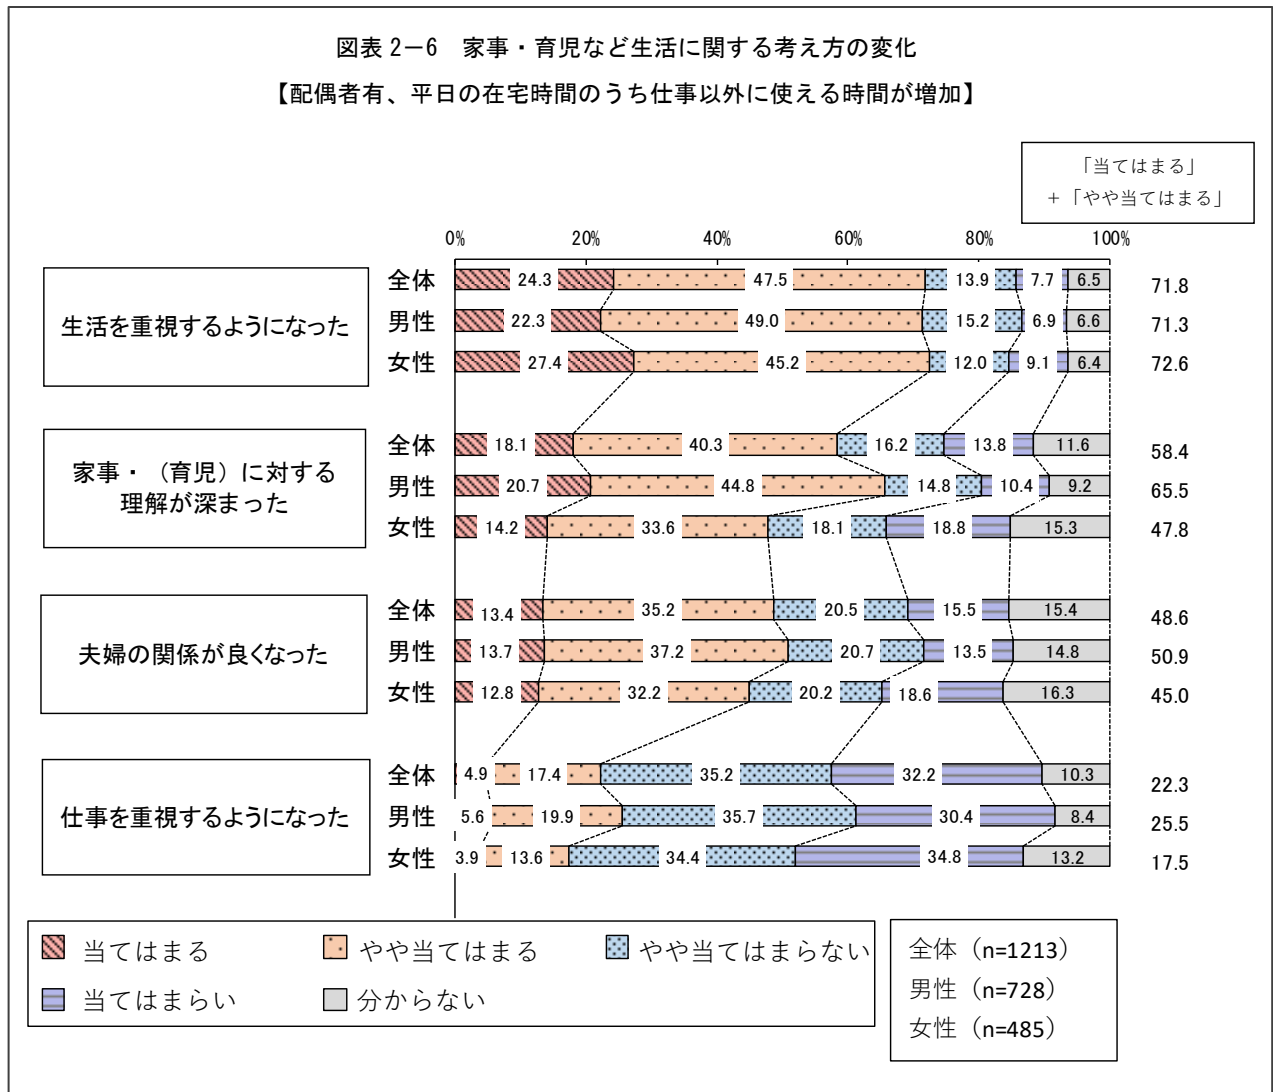 図表 2－6　家事・育児など生活に関する考え方の変化
【配偶者有、平日の在宅時間のうち仕事以外に使える時間が増加】
「当てはまる」
＋「やや当てはまる」
0% 20% 40% 60% 80% 100%
生活を重視するようになった
全体 24.3 47.5 13.9 7.7 6.5 71.8
男性 22.3 49.0 15.2 6.9 6.6 71.3
女性 27.4 45.2 12.0 9.1 6.4 72.6
家事・（育児）に対する
理解が深まった
全体 18.1 40.3 16.2 13.8 11.6 58.4
男性 20.7 44.8 14.8 10.4 9.2 65.5
女性 14.2 33.6 18.1 18.8 15.3 47.8
夫婦の関係が良くなった
全体 13.4 35.2 20.5 15.5 15.4 48.6
男性 13.7 37.2 20.7 13.5 14.8 50.9
女性 12.8 32.2 20.2 18.6 16.3 45.0
仕事を重視するようになった
全体 4.9 17.4 35.2 32.2 10.3 22.3
男性 5.6 19.9 35.7 30.4 8.4 25.5
女性 3.9 13.6 34.4 34.8 13.2 17.5
当てはまる やや当てはまる やや当てはまらない
当てはまらい 分からない
全体（n=1213）
男性（n=728）
女性（n=485）